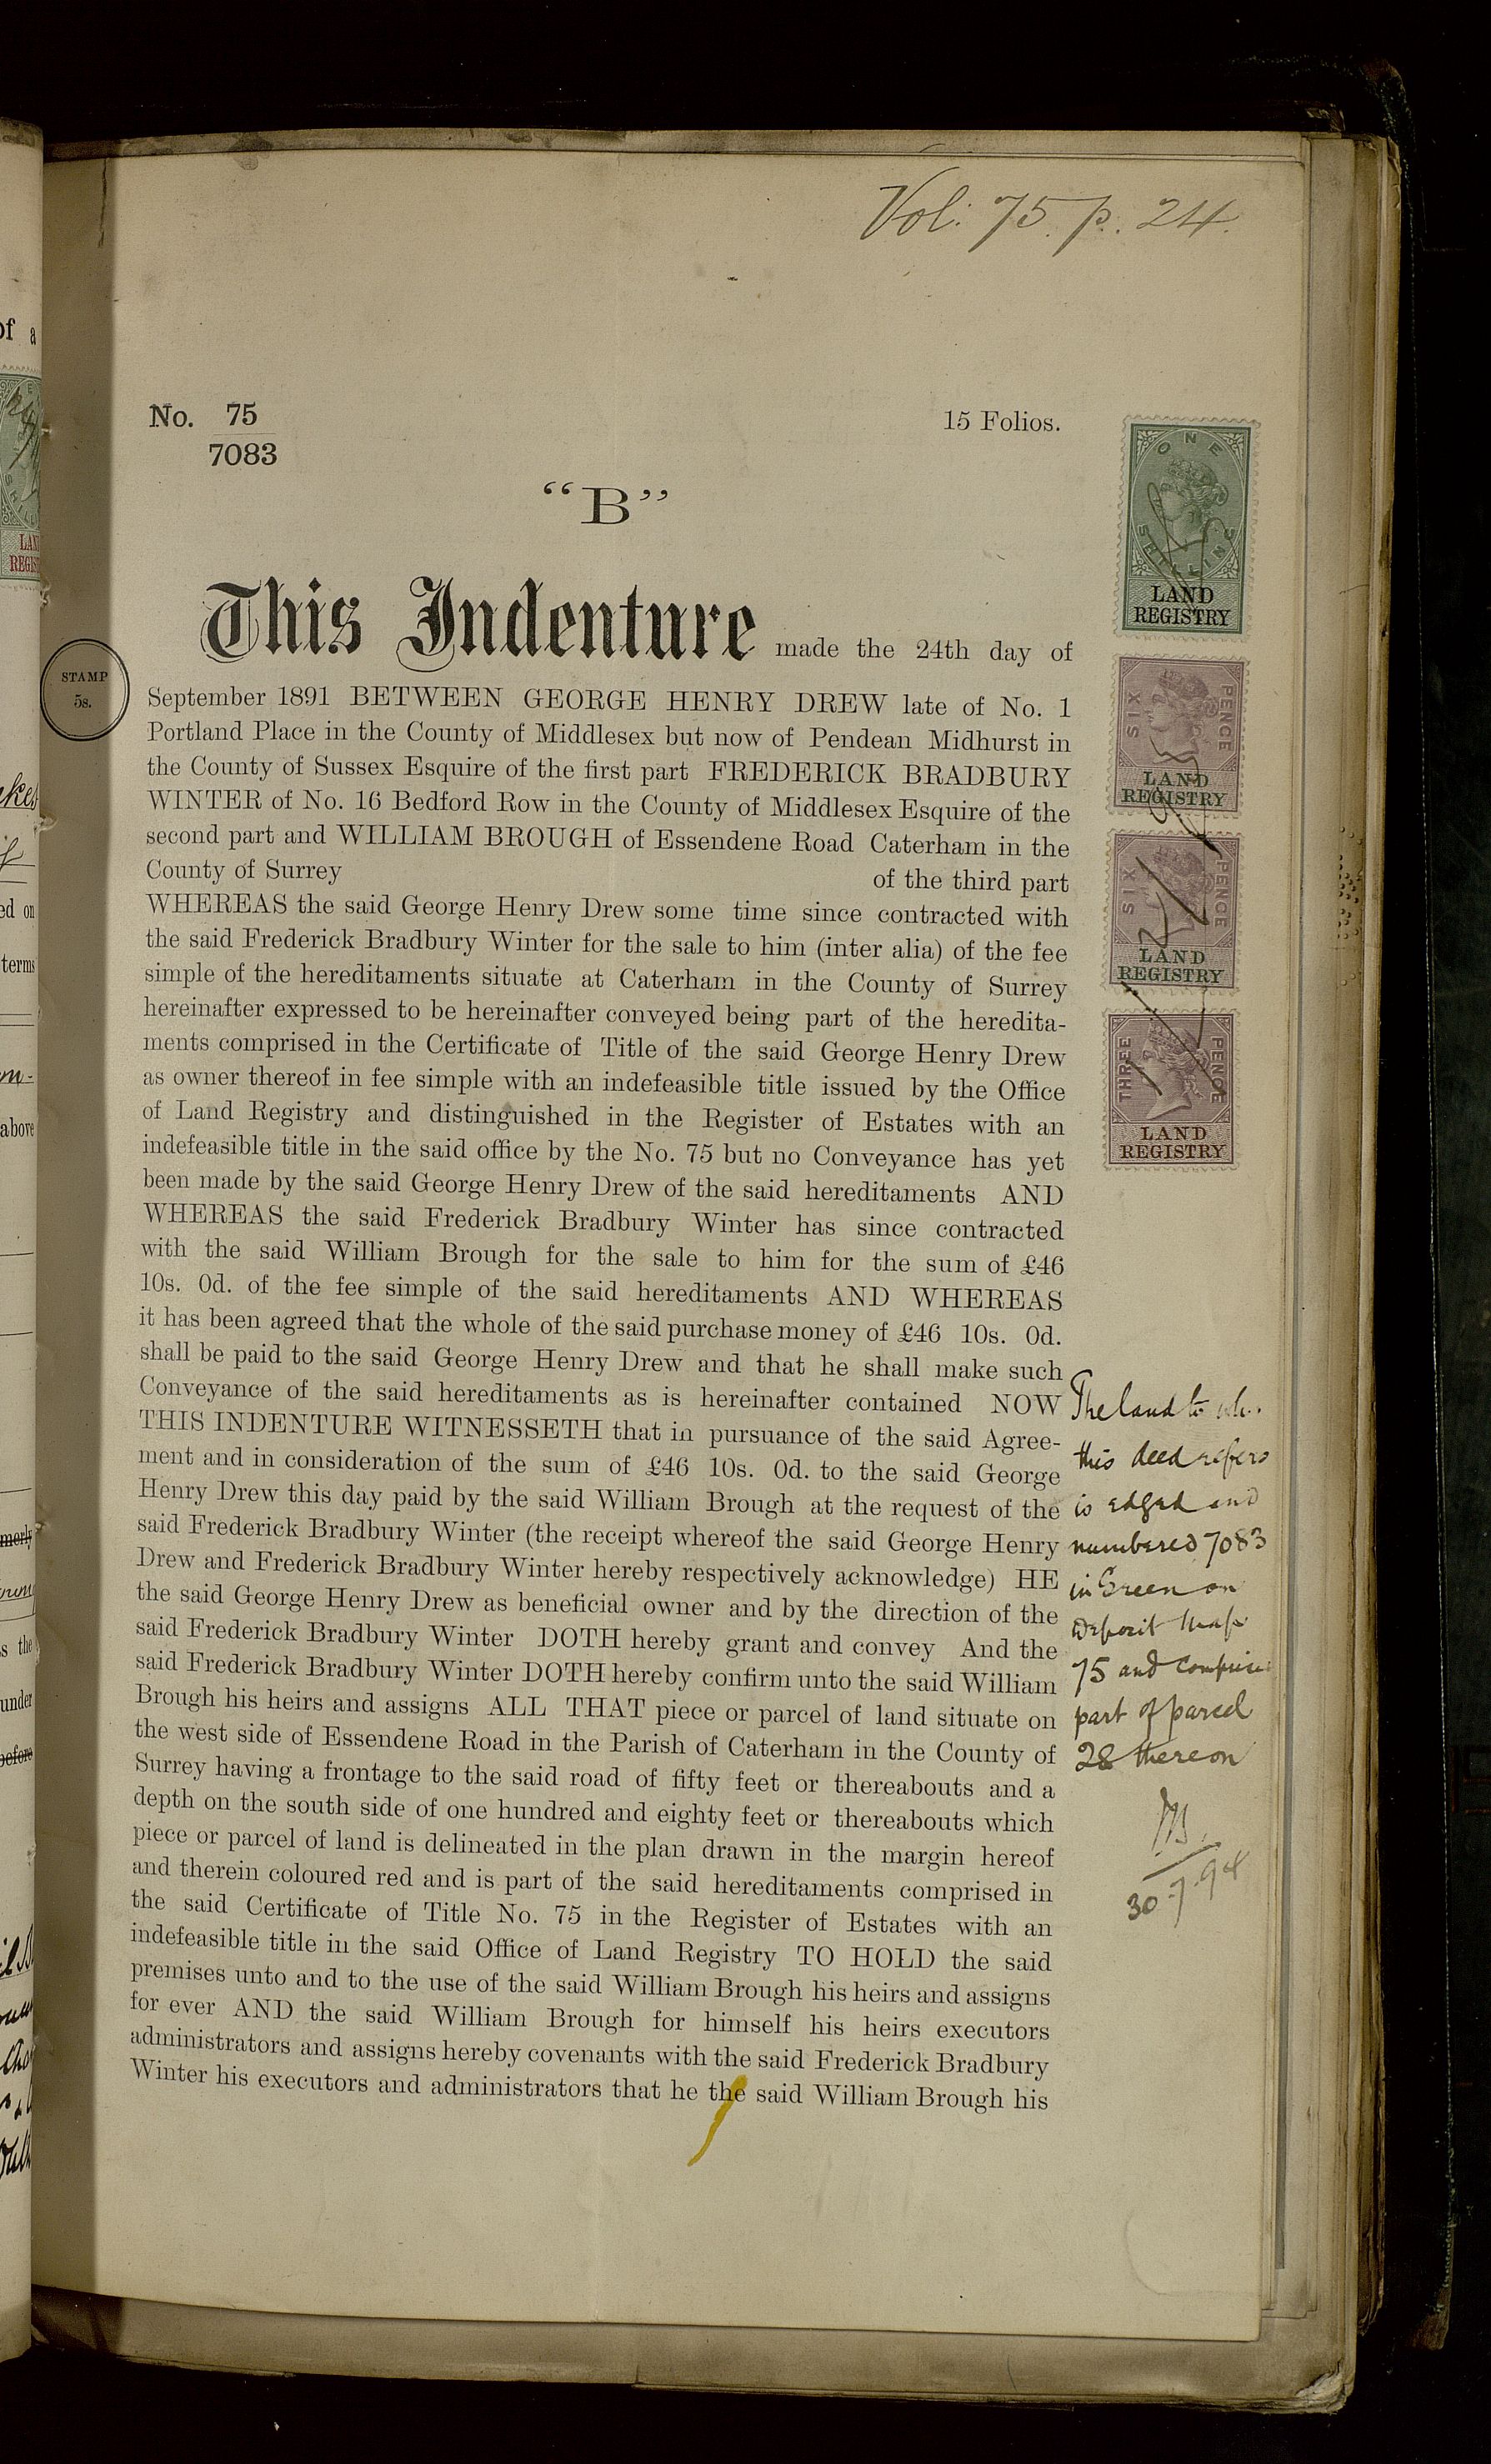 Vol: 75. p. 24.
No. 75
7083
15 Folios.
"B"
This Indenture made the 24th day of
STAMP
5s.
September 1891 BETWEEN GEORGE HENRY DREW late of No. 1
Portland Place in the County of Middlesex but now of Pendean Midhurst in
the County of Sussex Esquire of the first part FREDERICK BRADBURY
WINTER of No. 16 Bedford Row in the County of Middlesex Esquire of the
second part and WILLIAM BROUGH of Essendene Road Caterham in the
County of Surrey of the third part
WHEREAS the said George Henry Drew some time since contracted with
the said Frederick Bradbury Winter for the sale to him (inter alia) of the fee
simple of the hereditaments situate at Caterham in the County of Surrey
hereinafter expressed to be hereinafter conveyed being part of the heredita-
ments comprised in the Certificate of Title of the said George Henry Drew
as owner thereof in fee simple with an indefeasible title issued by the Office
of Land Registry and distinguished in the Register of Estates with an
indefeasible title in the said office by the No. 75 but no Conveyance has yet
been made by the said George Henry Drew of the said hereditaments AND
WHEREAS the said Frederick Bradbury Winter has since contracted
with the said William Brough for the sale to him for the sum of £46
10s. 0d. of the fee simple of the said hereditaments AND WHEREAS
it has been agreed that the whole of the said purchase money of £46 10s. 0d.
shall be paid to the said George Henry Drew and that he shall make such
Conveyance of the said hereditaments as is hereinafter contained NOW
THIS INDENTURE WITNESSETH that in pursuance of the said Agree-
ment and in consideration of the sum of £46 10s. 0d. to the said George
Henry Drew this day paid by the said William Brough at the request of the
said Frederick Bradbury Winter (the receipt whereof the said George Henry
Drew and Frederick Bradbury Winter hereby respectively acknowledge) HE
the said George Henry Drew as beneficial owner and by the direction of the
said Frederick Bradbury Winter DOTH hereby grant and convey And the
said Frederick Bradbury Winter DOTH hereby confirm unto the said William
Brough his heirs and assigns ALL THAT piece or parcel of land situate on
the west side of Essendene Road in the Parish of Caterham in the County of
Surrey having a frontage to the said road of fifty feet or thereabouts and a
depth on the south side of one hundred and eighty feet or thereabouts which
piece or parcel of land is delineated in the plan drawn in the margin hereof
and therein coloured red and is part of the said hereditaments comprised in
the said Certificate of Title No. 75 in the Register of Estates with an
indefeasible title in the said Office of Land Registry TO HOLD the said
premises unto and to the use of the said William Brough his heirs and assigns
for ever AND the said William Brough for himself his heirs executors
administrators and assigns hereby covenants with the said Frederick Bradbury
Winter his executors and administrators that he the said William Brough his
ONE
SHILLING
LAND
REGISTRY
SIX PENCE
LAND
REGISTRY
SIX PENCE
LAND
REGISTRY
THREE PENCE
LAND
REGISTRY
The land to wh.
this deed refers
is edged and
numbered 7083
in Green on
Deposit Map
75 and comprises
part of parcel
28 thereon
30.7.94
of a
LAND
REGIST
ed on
terms
above
merly
s the
under
before